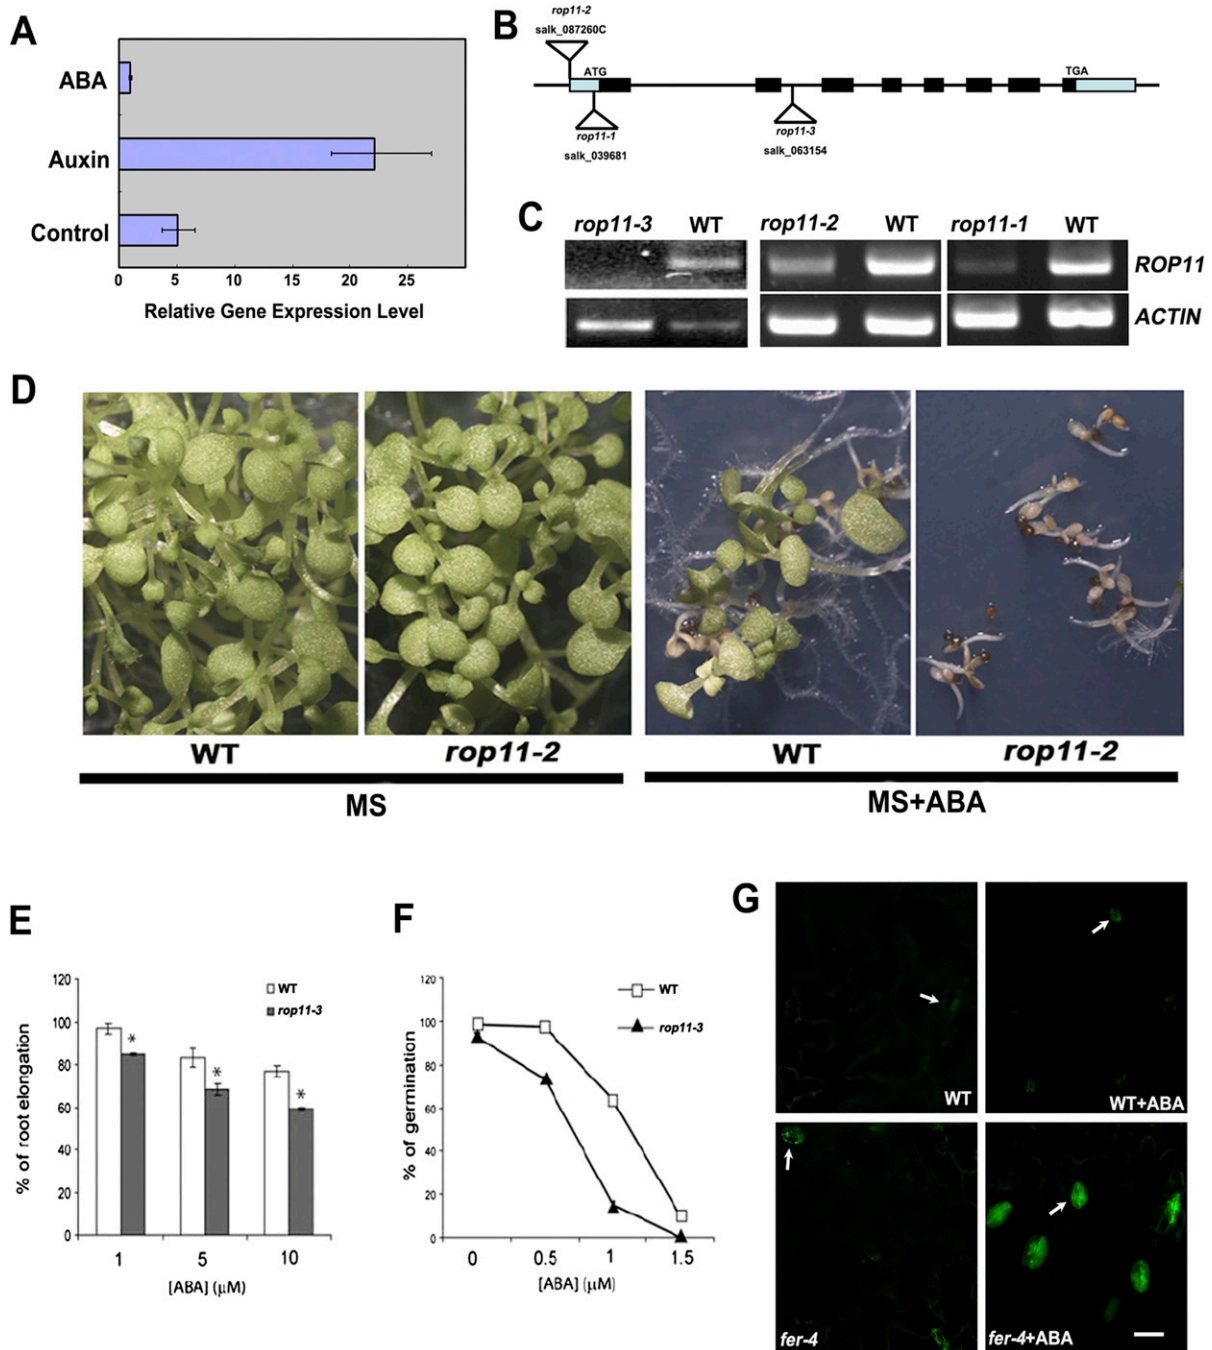 A
ABA
Auxin
Control
0 5 10 15 20 25
Relative Gene Expression Level
B
rop11-2
salk_087260C
ATG
TGA
rop11-1
salk_039681
rop11-3
salk_063154
C
rop11-3 WT rop11-2 WT rop11-1 WT
ROP11
ACTIN
D
WT rop11-2 WT rop11-2
MS MS+ABA
E
120
100
80
60
40
20
0
% of root elongation
WT
rop11-3
* * *
1 5 10
[ABA] (μM)
F
120
100
80
60
40
20
0
% of germination
WT
rop11-3
0 0.5 1 1.5
[ABA] (μM)
G
WT
WT+ABA
fer-4
fer-4+ABA